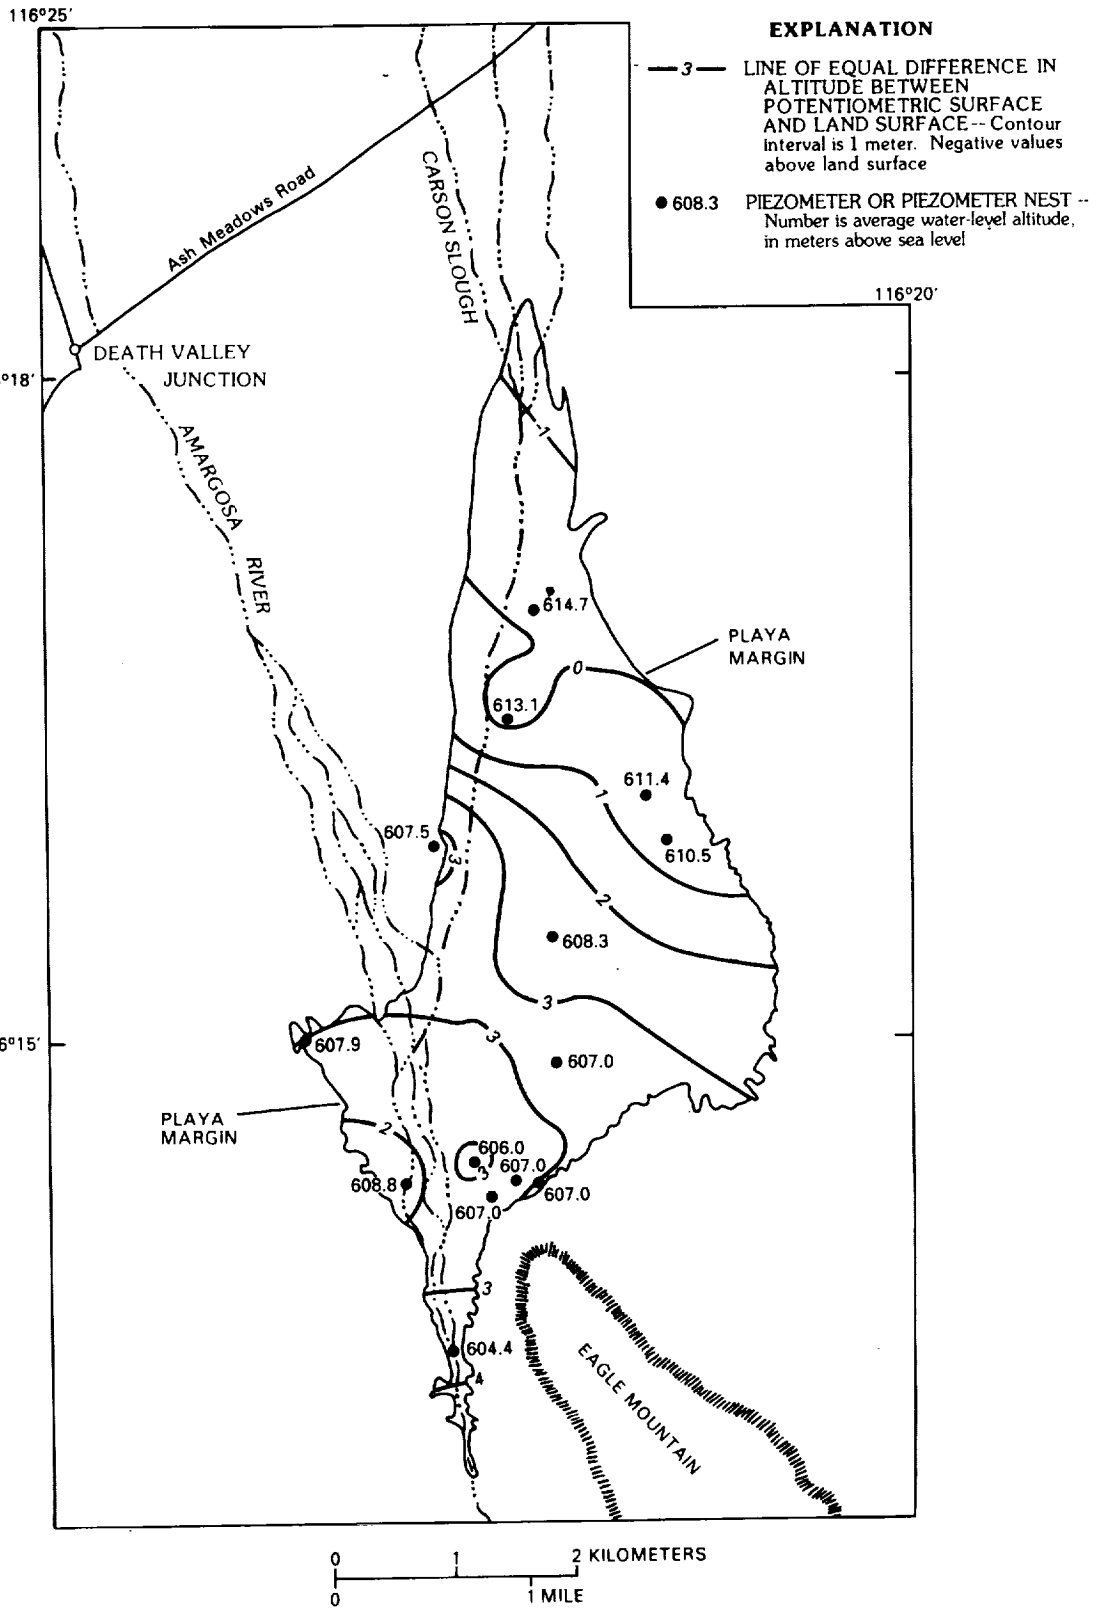 116°25'
EXPLANATION
3 LINE OF EQUAL DIFFERENCE IN
ALTITUDE BETWEEN
POTENTIOMETRIC SURFACE
AND LAND SURFACE -- Contour
interval is 1 meter. Negative values
above land surface
608.3 PIEZOMETER OR PIEZOMETER NEST --
Number is average water-level altitude,
in meters above sea level
116°20'
Ash Meadows Road
CARSON SLOUGH
DEATH VALLEY
JUNCTION
6°18'
AMARGOSA
RIVER
-1
614.7
PLAYA
MARGIN
0
613.1
611.4
1
607.5
3
610.5
2
608.3
3
6°15'
607.9
3
607.0
PLAYA
MARGIN
2
606.0
3
607.0
608.8
607.0
607.0
3
604.4
4
EAGLE MOUNTAIN
0 1 2 KILOMETERS
0 1 MILE